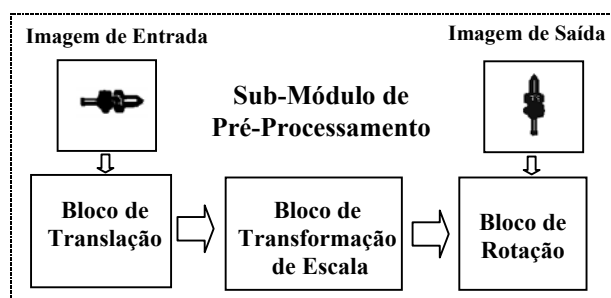 Imagem de Entrada
Imagem de Saída
Sub-Módulo de
Pré-Processamento
Bloco de
Translação
Bloco de
Transformação
de Escala
Bloco de
Rotação